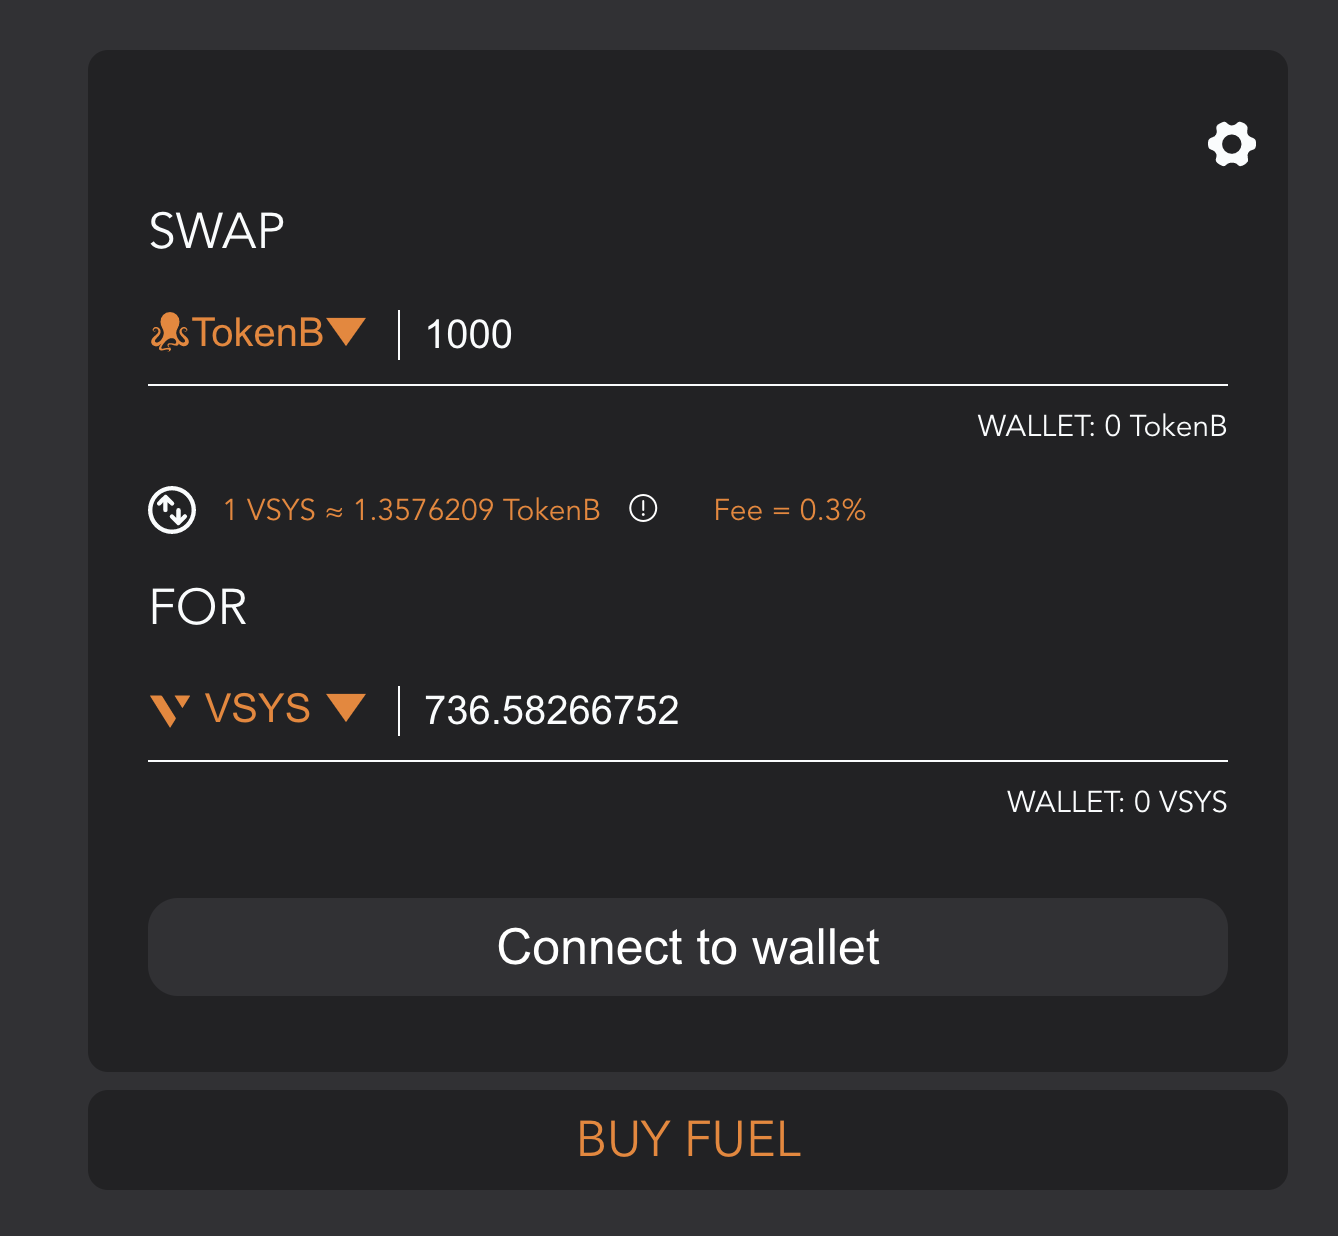 SWAP
TokenB 1000
WALLET: 0 TokenB
1 VSYS ≈ 1.3576209 TokenB Fee = 0.3%
FOR
VSYS 736.58266752
WALLET: 0 VSYS
Connect to wallet
BUY FUEL